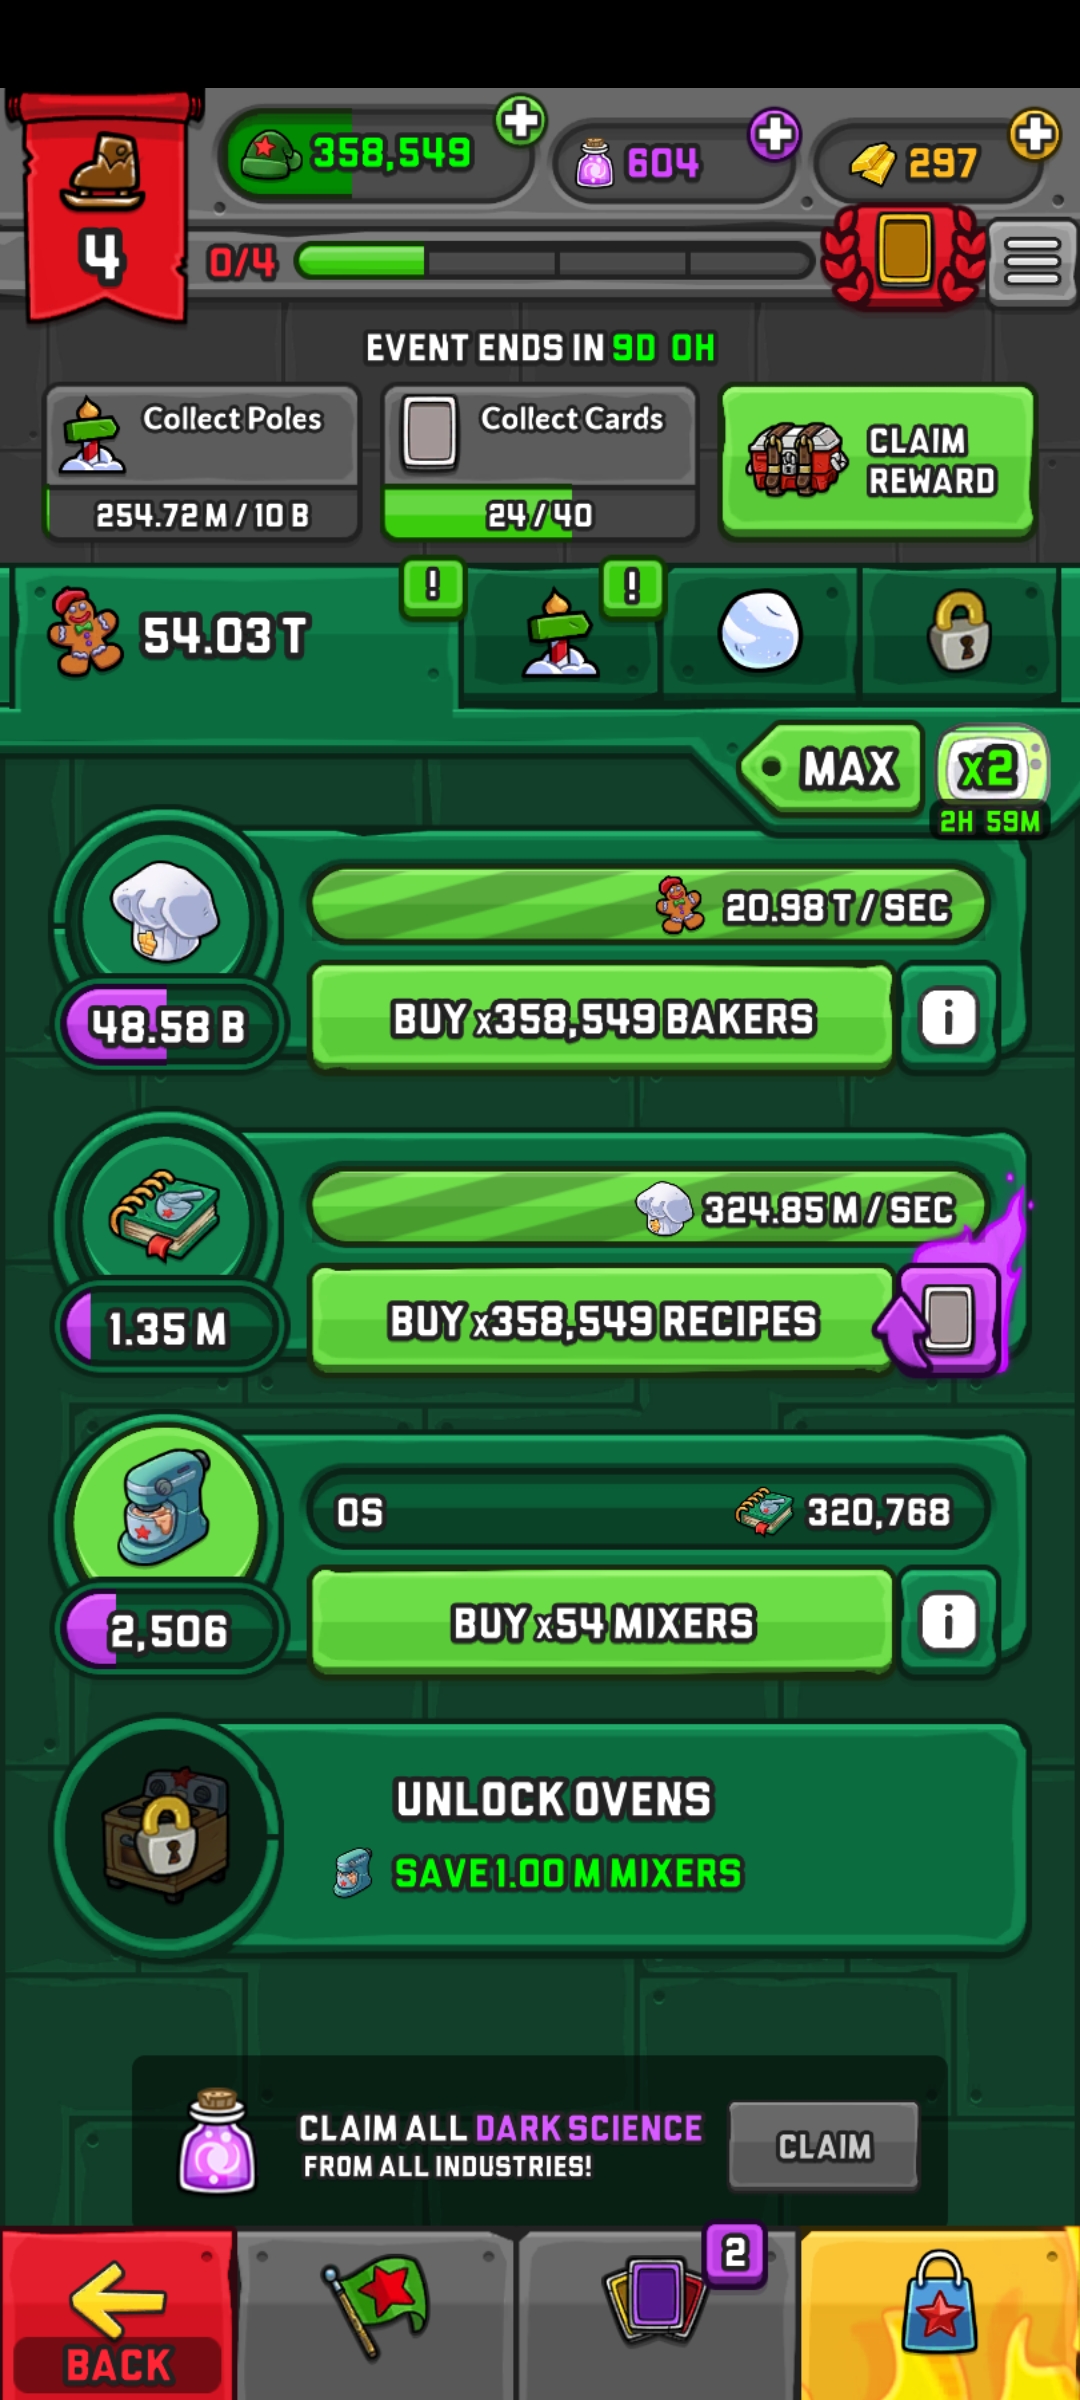 4
358,549
604
297
0/4
EVENT ENDS IN 9D 0H
Collect Poles
254.72 M / 10 B
Collect Cards
24 / 40
CLAIM
REWARD
!
!
54.03 T
MAX
x2
2H 59M
20.98 T / SEC
48.58 B
BUY x358,549 BAKERS
i
324.85 M / SEC
1.35 M
BUY x358,549 RECIPES
0S
320,768
2,506
BUY x54 MIXERS
i
UNLOCK OVENS
SAVE 1.00 M MIXERS
CLAIM ALL DARK SCIENCE
FROM ALL INDUSTRIES!
CLAIM
2
BACK